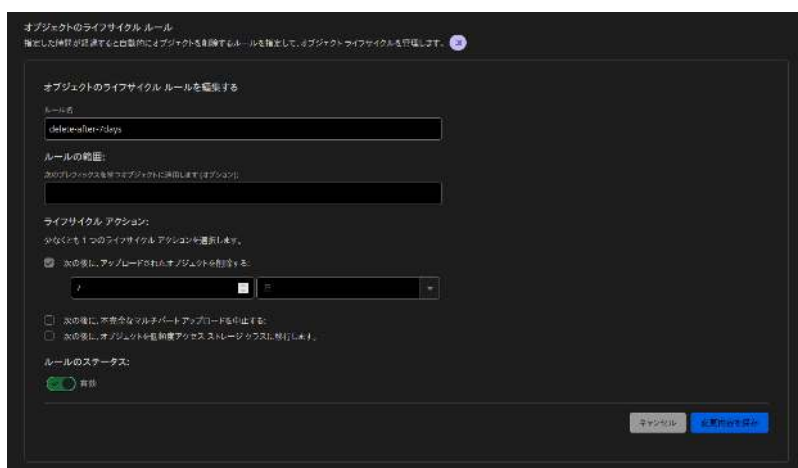 オブジェクトのライフサイクル ルール
指定した時間が経過すると自動的にオブジェクトを削除するルールを指定して、オブジェクト ライフサイクルを管理します。
オブジェクトのライフサイクル ルールを編集する
ルール名
delete-after-7days
ルールの範囲:
次のプレフィックスを持つオブジェクトに適用します (オプション):
ライフサイクル アクション:
少なくとも 1 つのライフサイクル アクションを選択します。
次の後に、アップロードされたオブジェクトを削除する:
7 日
次の後に、不完全なマルチパート アップロードを中止する:
次の後に、オブジェクトを低頻度アクセス ストレージ クラスに移行します。
ルールのステータス:
有効
キャンセル 変更内容を保存